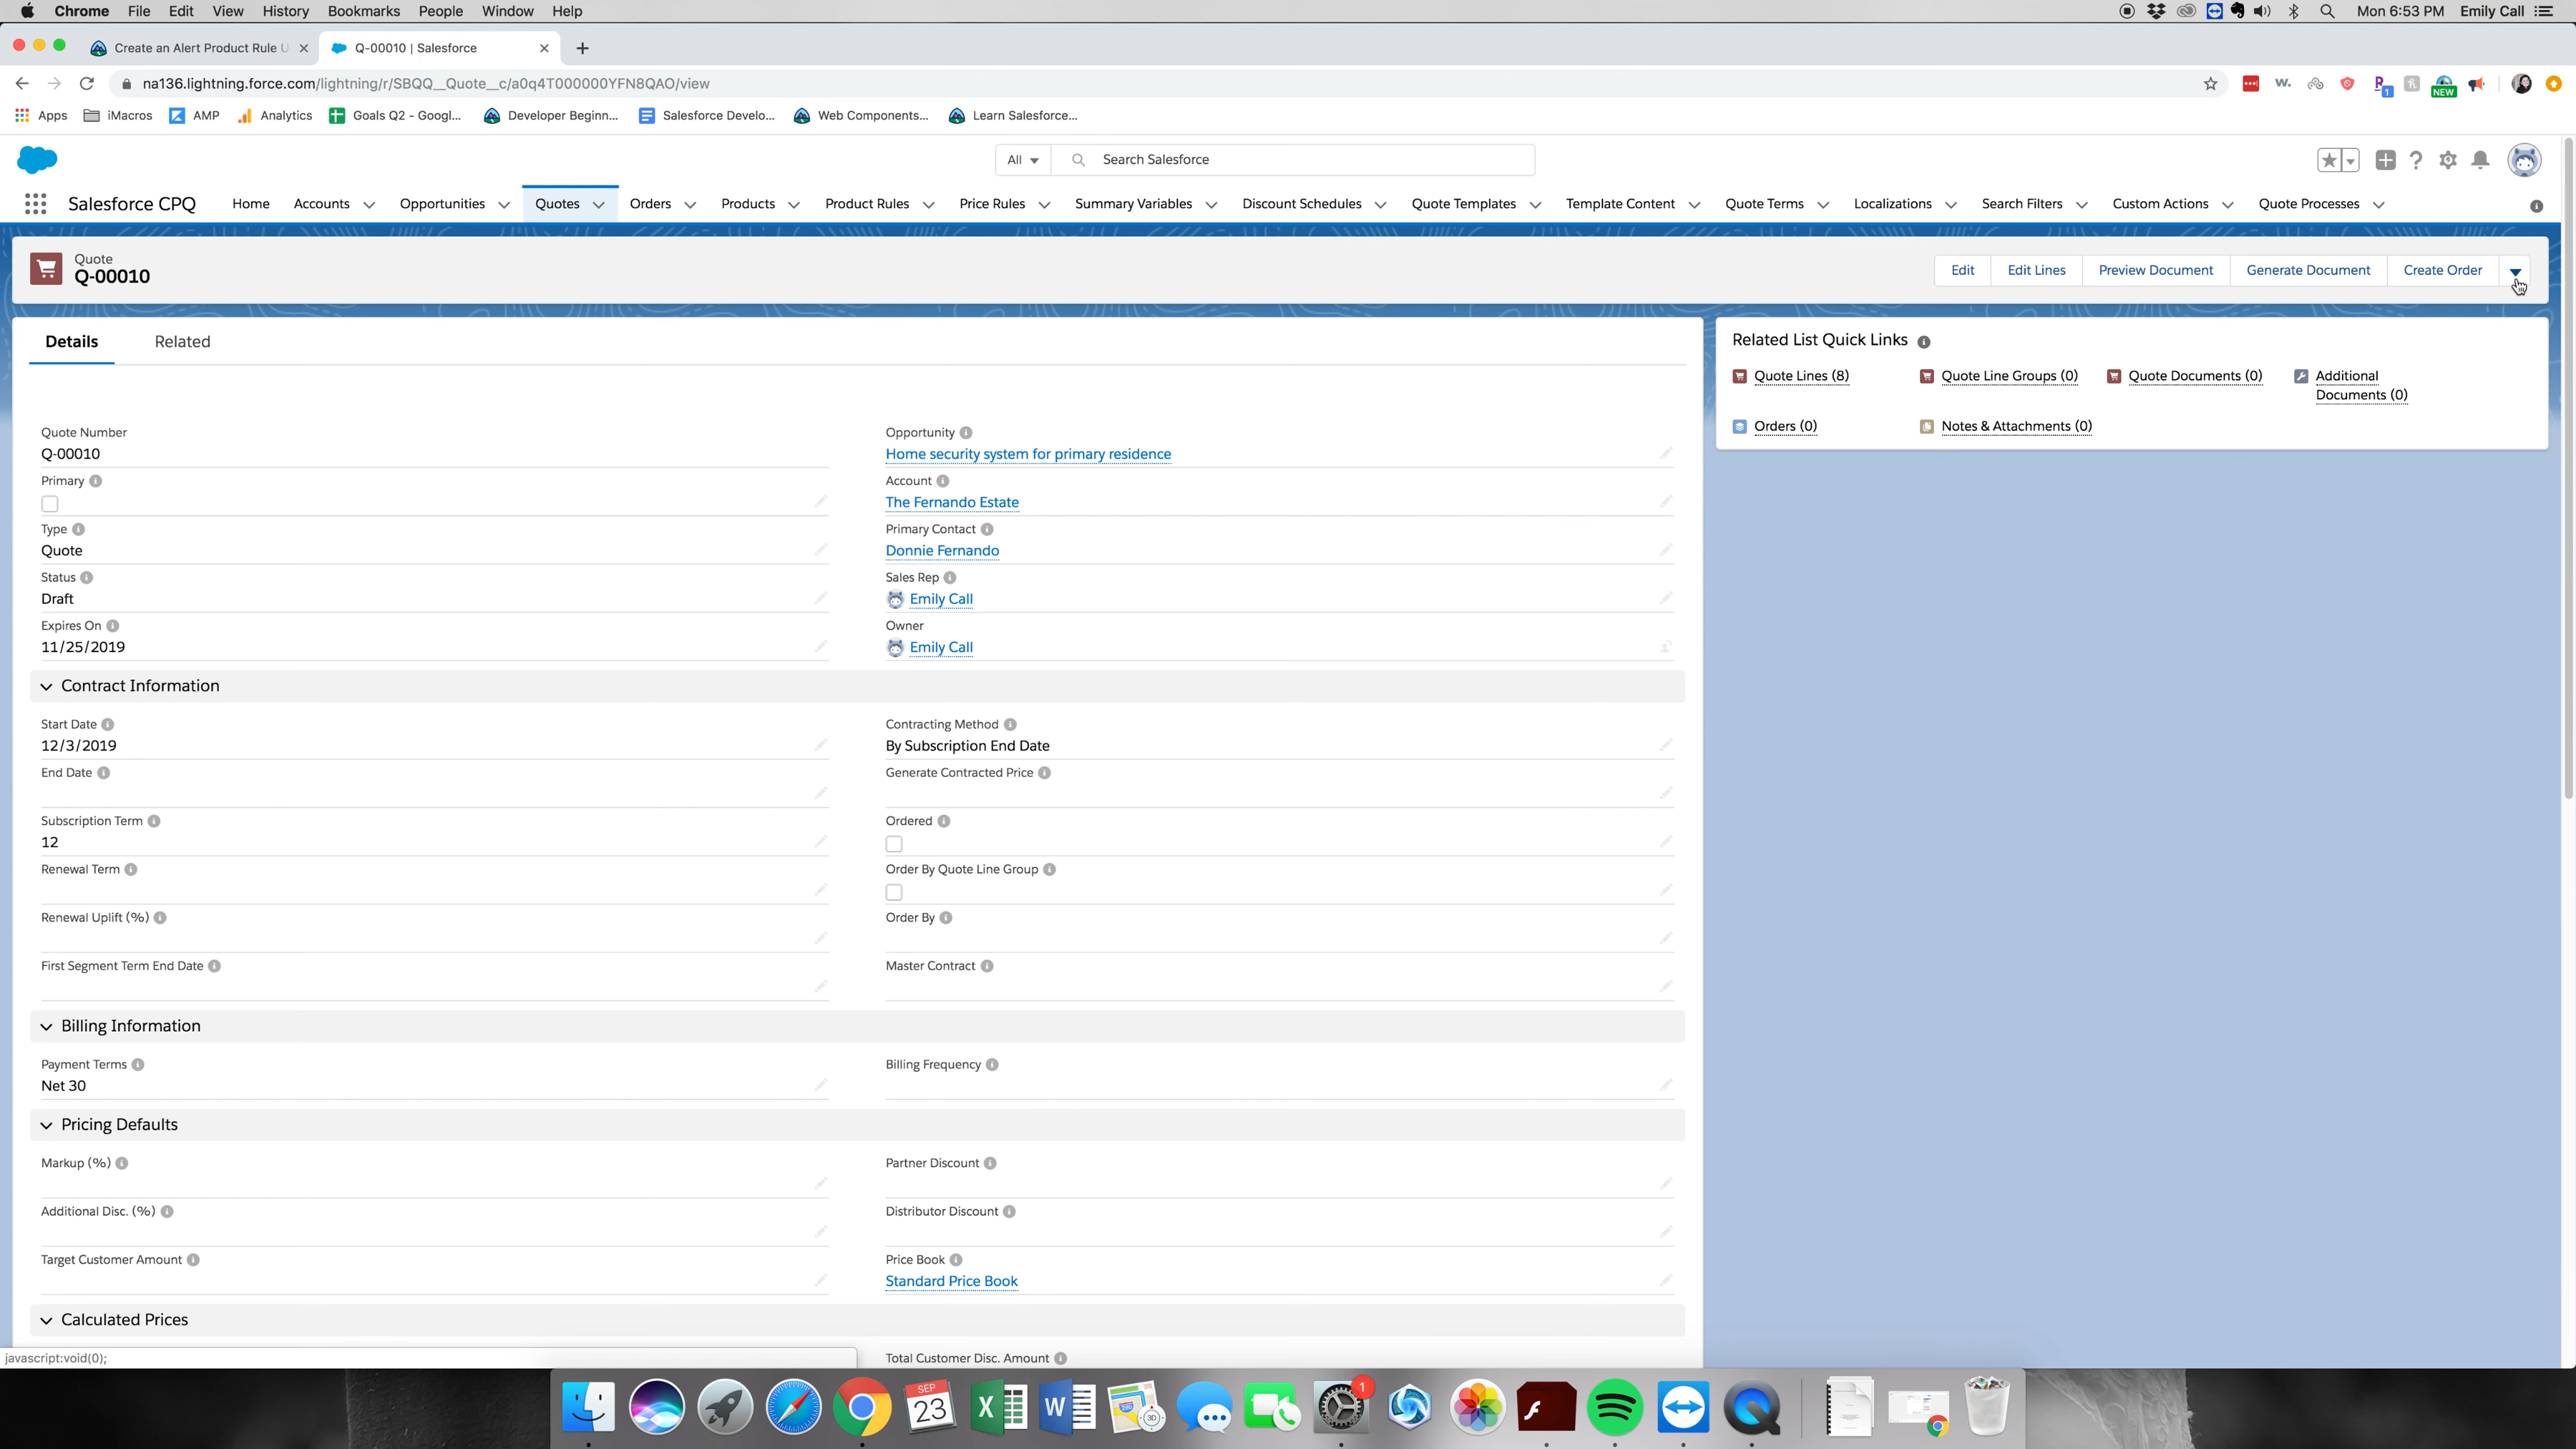 Chrome File Edit View History Bookmarks People Window Help Mon 6:53 PM Emily Call
Create an Alert Product Rule U Q-00010 | Salesforce
na136.lightning.force.com/lightning/r/SBQQ__Quote__c/a0q4T000000YFN8QAO/view
W. 1 NEW
Apps iMacros AMP Analytics Goals Q2 - Googl... Developer Beginn... Salesforce Develo... Web Components... Learn Salesforce...
All Search Salesforce
Salesforce CPQ Home Accounts Opportunities Quotes Orders Products Product Rules Price Rules Summary Variables Discount Schedules Quote Templates Template Content Quote Terms Localizations Search Filters Custom Actions Quote Processes
Quote
Q-00010
Edit Edit Lines Preview Document Generate Document Create Order
Details Related
Quote Number
Q-00010
Primary
Type
Quote
Status
Draft
Expires On
11/25/2019
Opportunity
Home security system for primary residence
Account
The Fernando Estate
Primary Contact
Donnie Fernando
Sales Rep
Emily Call
Owner
Emily Call
Contract Information
Start Date
12/3/2019
End Date
Subscription Term
12
Renewal Term
Renewal Uplift (%)
First Segment Term End Date
Contracting Method
By Subscription End Date
Generate Contracted Price
Ordered
Order By Quote Line Group
Order By
Master Contract
Billing Information
Payment Terms
Net 30
Billing Frequency
Pricing Defaults
Markup (%)
Additional Disc. (%)
Target Customer Amount
Partner Discount
Distributor Discount
Price Book
Standard Price Book
Calculated Prices
Total Customer Disc. Amount
Related List Quick Links
Quote Lines (8) Quote Line Groups (0) Quote Documents (0) Additional
Documents (0)
Orders (0) Notes & Attachments (0)
javascript:void(0);
SEP
23
X
W
3D
1